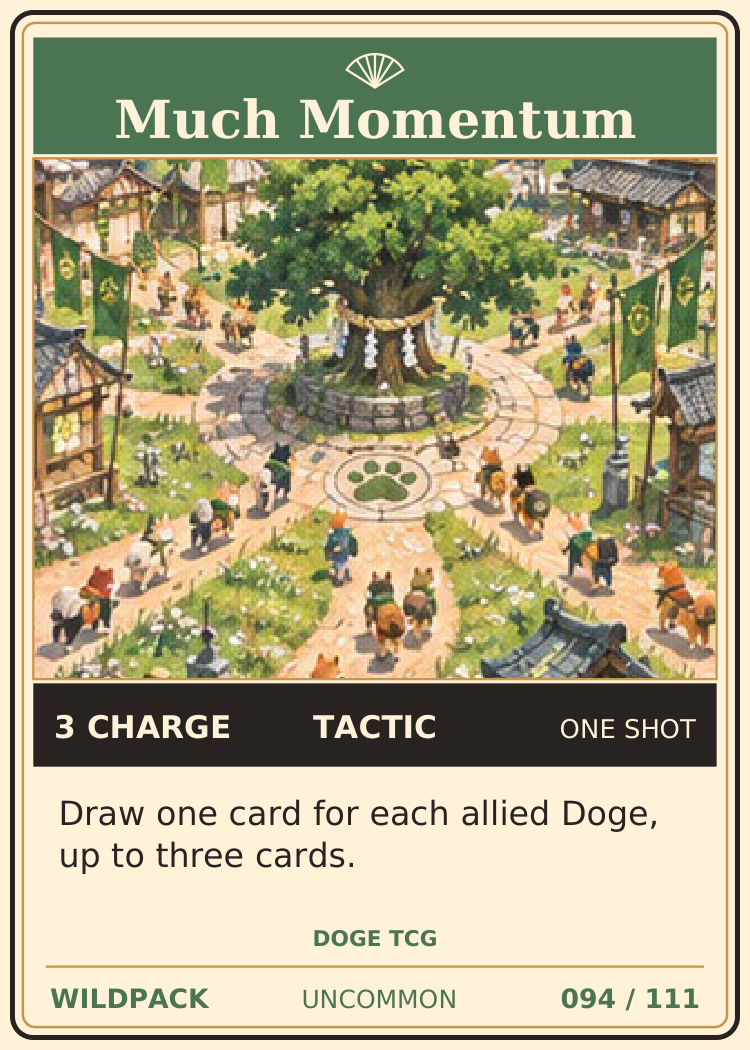 Much Momentum
3 CHARGE TACTIC ONE SHOT
Draw one card for each allied Doge,
up to three cards.
DOGE TCG
WILDPACK UNCOMMON 094 / 111